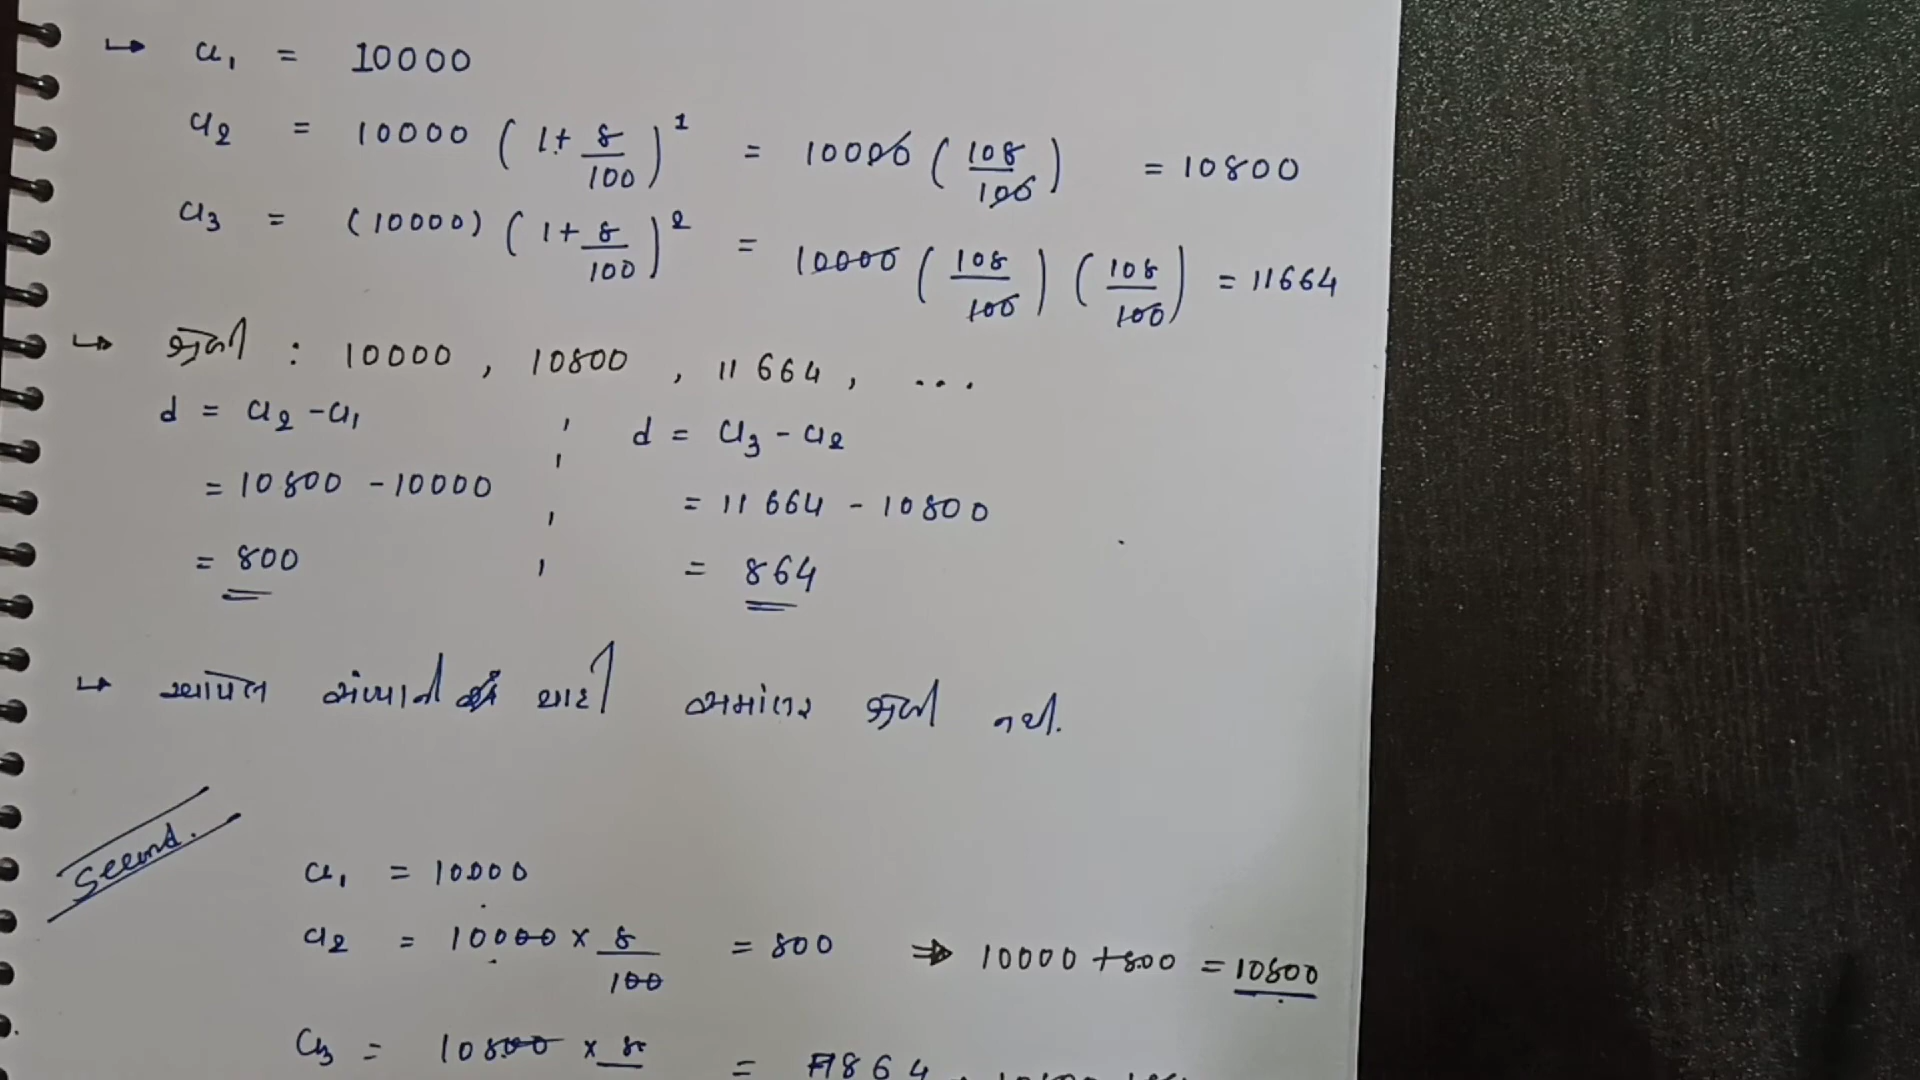 ↳ a₁ = 10000
a₂ = 10000 (1+8/100)¹ = 10000 (108/100) = 10800
a₃ = (10000) (1+8/100)² = 10000 (108/100) (108/100) = 11664
↳ શ્રેણી : 10000 , 10800 , 11664 , ...
d = a₂ -a₁ d = a₃ - a₂
= 10800 - 10000 = 11664 - 10800
= 800 = 864
↳ આપેલ સંખ્યાની યાદી સમાંતર શ્રેણી નથી.
Second.
a₁ = 10000
a₂ = 10000 x 8/100 = 800 ⇒ 10000 + 800 = 10800
a₃ = 10800 x 8 = 864